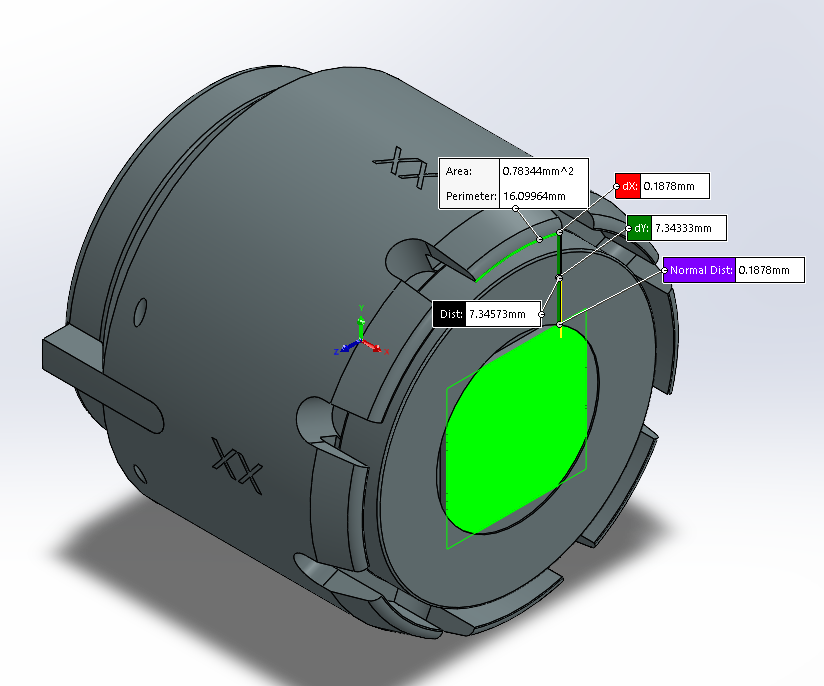 XX
Area: 0.78344mm^2
Perimeter: 16.09964mm
dX: 0.1878mm
dY: 7.34333mm
Normal Dist: 0.1878mm
Dist: 7.34573mm
Y
Z X
XX